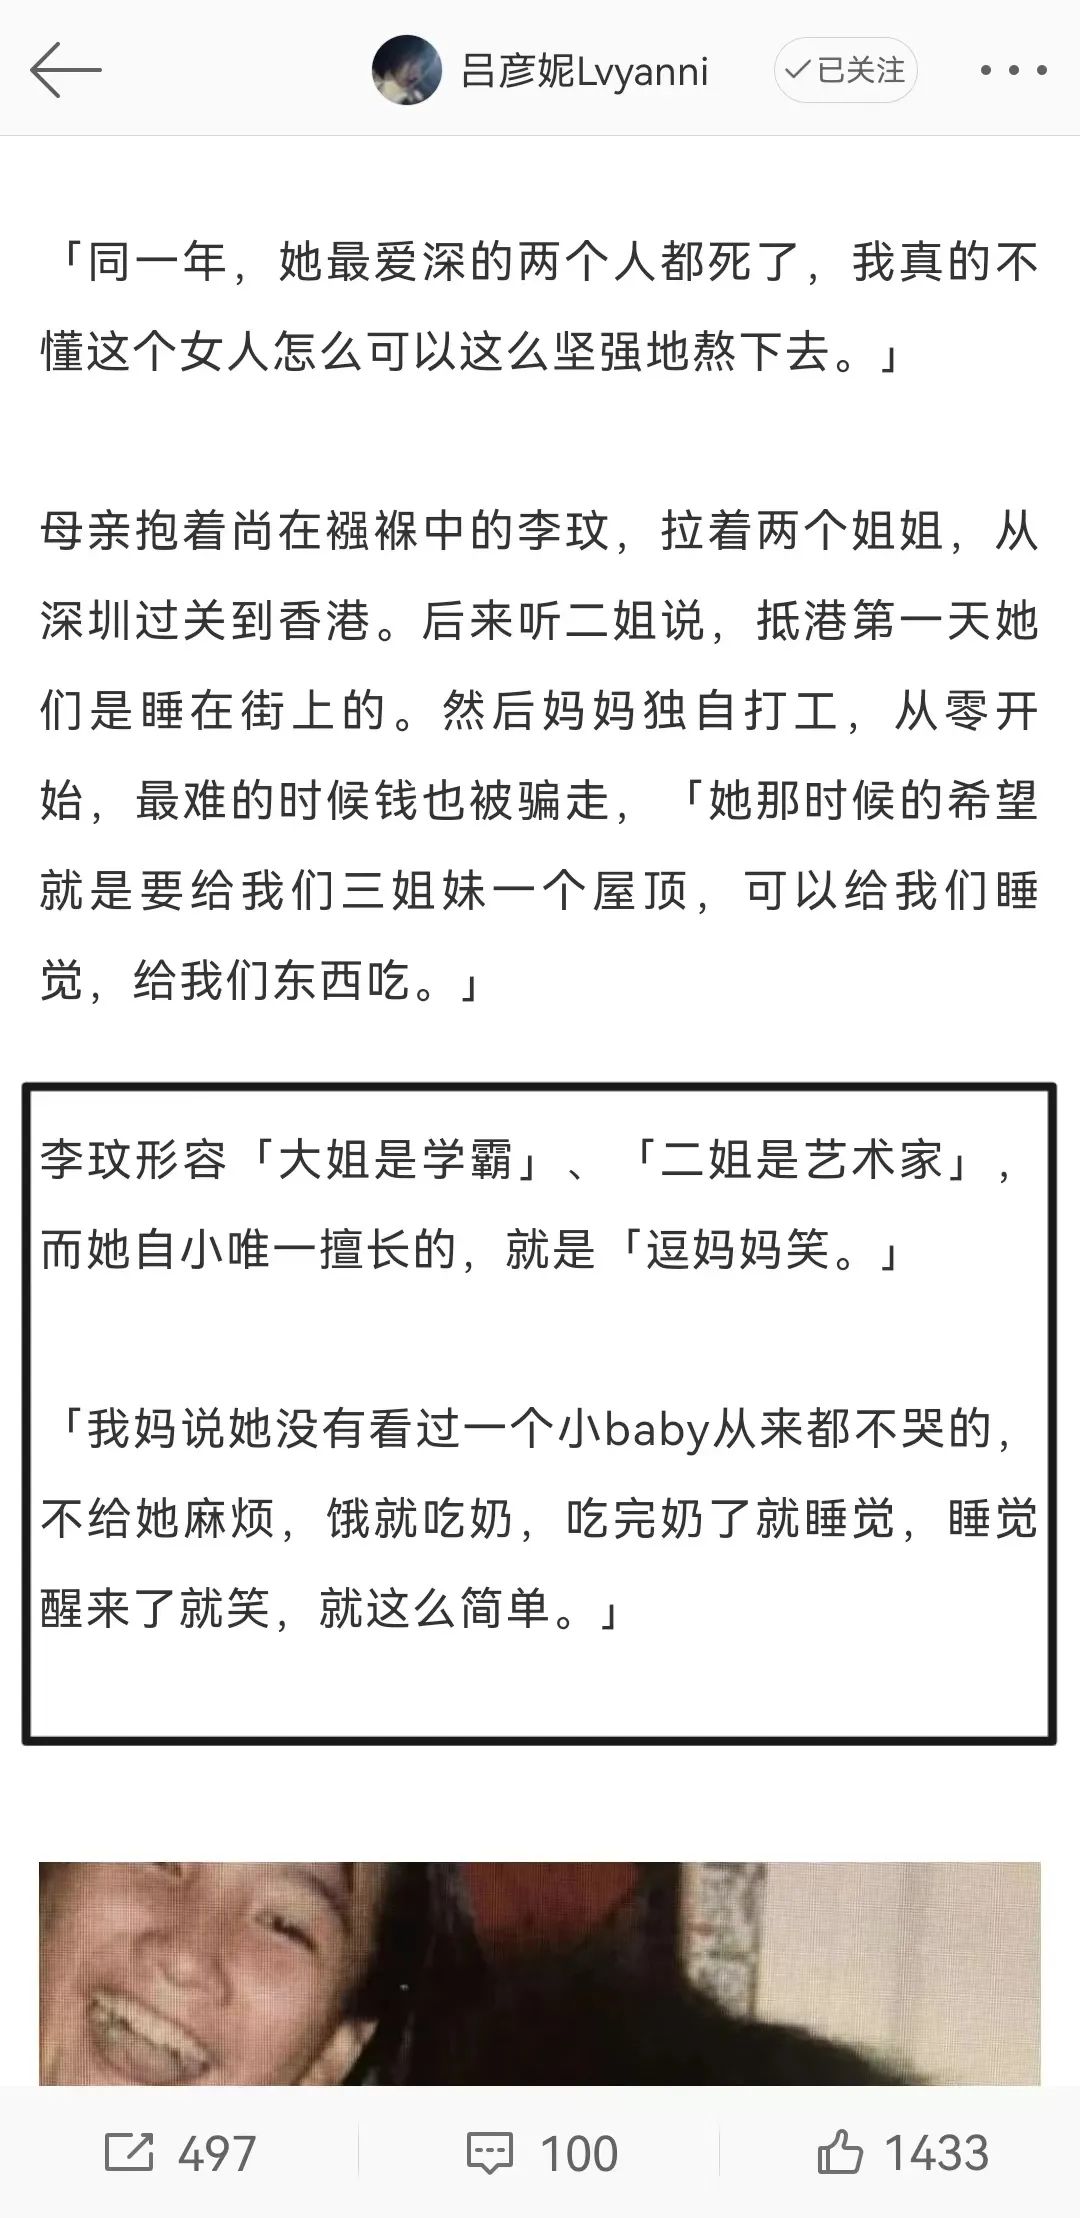 吕彦妮Lvyanni
已关注
「同一年，她最爱深的两个人都死了，我真的不
懂这个女人怎么可以这么坚强地熬下去。」
母亲抱着尚在襁褓中的李玟，拉着两个姐姐，从
深圳过关到香港。后来听二姐说，抵港第一天她
们是睡在街上的。然后妈妈独自打工，从零开
始，最难的时候钱也被骗走，「她那时候的希望
就是要给我们三姐妹一个屋顶，可以给我们睡
觉，给我们东西吃。」
李玟形容「大姐是学霸」、「二姐是艺术家」，
而她自小唯一擅长的，就是「逗妈妈笑。」
「我妈说她没有看过一个小baby从来都不哭的，
不给她麻烦，饿就吃奶，吃完奶了就睡觉，睡觉
醒来了就笑，就这么简单。」
497
100
1433